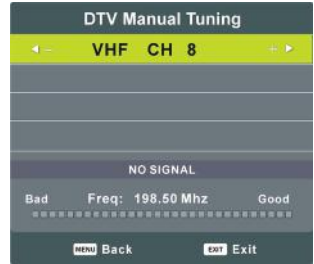 DTV Manual Tuning
◄ − VHF CH 8 + ►
NO SIGNAL
Bad Freq: 198.50 Mhz Good
MENU Back EXIT Exit